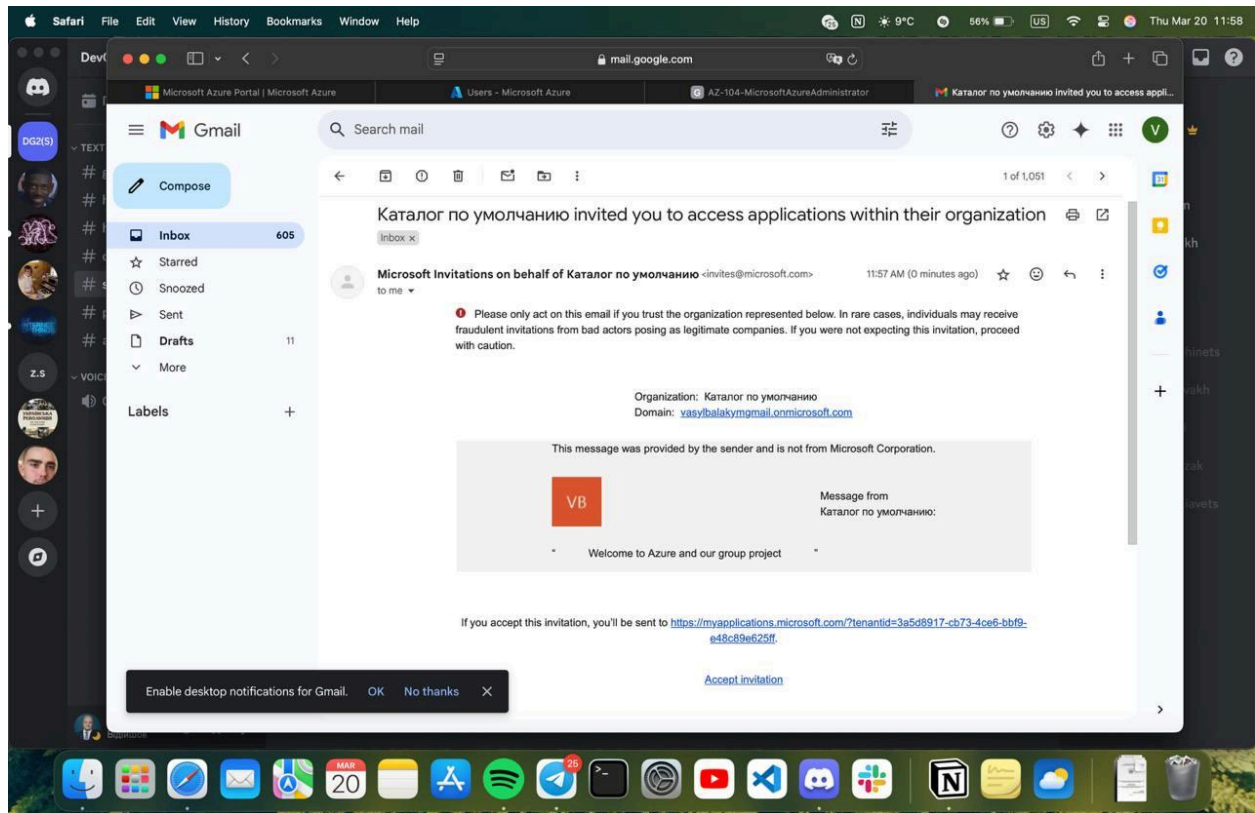 Safari File Edit View History Bookmarks Window Help
25 9°C 56% US Thu Mar 20 11:58
mail.google.com
Microsoft Azure Portal | Microsoft Azure
Users - Microsoft Azure
AZ-104-MicrosoftAzureAdministrator
Каталог по умолчанию invited you to access appli...
DG2(S)
TEXT
VOIC
z.s
Gmail
Search mail
V
Compose
1 of 1,051
Inbox 605
Starred
Snoozed
Sent
Drafts 11
More
Labels
Каталог по умолчанию invited you to access applications within their organization
Inbox x
Microsoft Invitations on behalf of Каталог по умолчанию <invites@microsoft.com> 11:57 AM (0 minutes ago)
to me
Please only act on this email if you trust the organization represented below. In rare cases, individuals may receive
fraudulent invitations from bad actors posing as legitimate companies. If you were not expecting this invitation, proceed
with caution.
Organization: Каталог по умолчанию
Domain: vasylbalakymgmail.onmicrosoft.com
This message was provided by the sender and is not from Microsoft Corporation.
VB
Message from
Каталог по умолчанию:
" Welcome to Azure and our group project "
If you accept this invitation, you'll be sent to https://myapplications.microsoft.com/?tenantid=3a5d8917-cb73-4ce6-bbf9-
e48c89e625ff.
Accept invitation
Enable desktop notifications for Gmail. OK No thanks
MAR
20
25